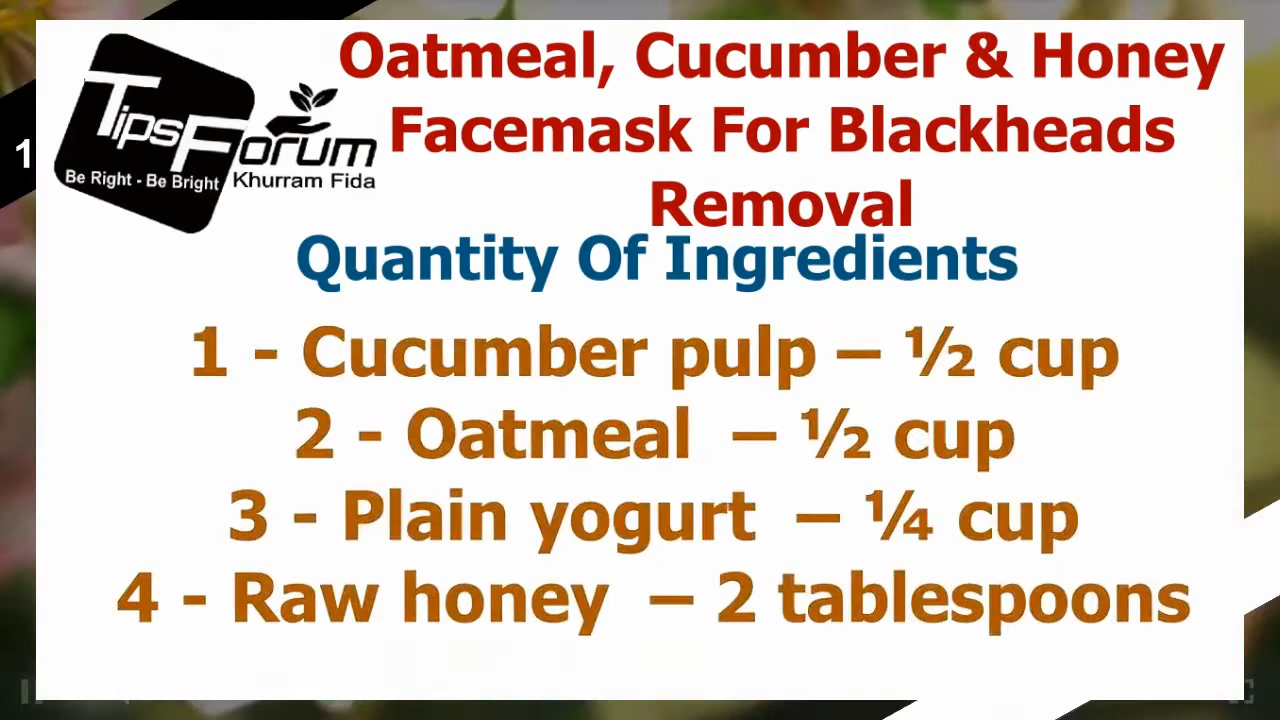 Oatmeal, Cucumber & Honey
Facemask For Blackheads
Removal
TipsForum
Be Right - Be Bright
Khurram Fida
1
Quantity Of Ingredients
1 - Cucumber pulp – ½ cup
2 - Oatmeal – ½ cup
3 - Plain yogurt – ¼ cup
4 - Raw honey – 2 tablespoons